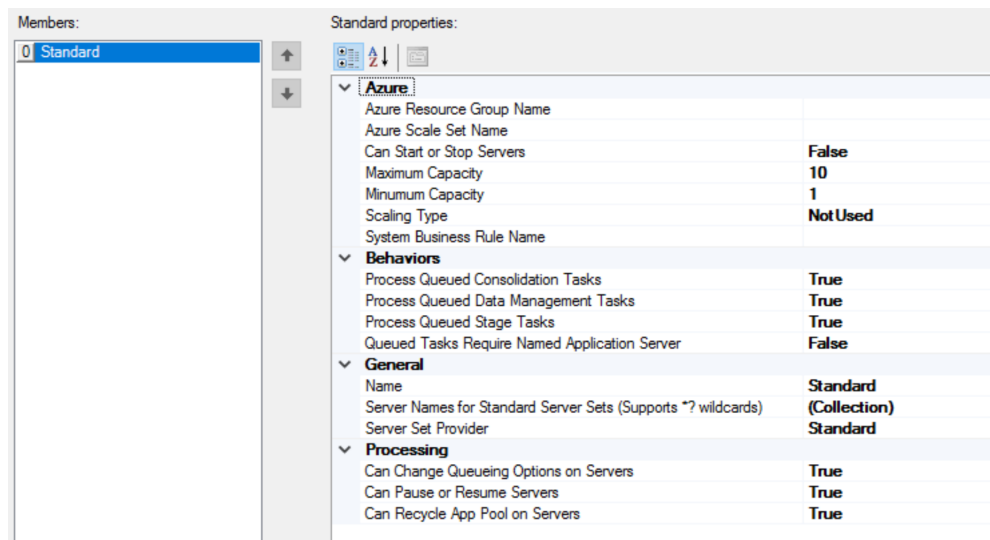 Members:
Standard properties:
0 Standard
Azure
Azure Resource Group Name
Azure Scale Set Name
Can Start or Stop Servers False
Maximum Capacity 10
Minumum Capacity 1
Scaling Type NotUsed
System Business Rule Name
Behaviors
Process Queued Consolidation Tasks True
Process Queued Data Management Tasks True
Process Queued Stage Tasks True
Queued Tasks Require Named Application Server False
General
Name Standard
Server Names for Standard Server Sets (Supports *? wildcards) (Collection)
Server Set Provider Standard
Processing
Can Change Queueing Options on Servers True
Can Pause or Resume Servers True
Can Recycle App Pool on Servers True